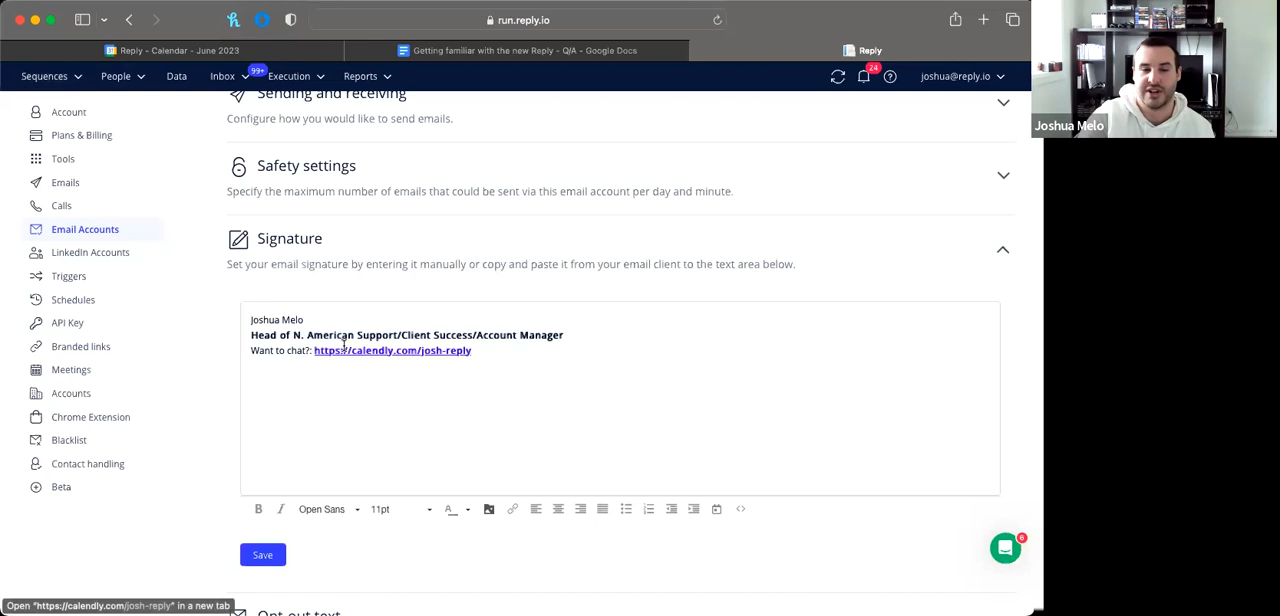 run.reply.io
Reply - Calendar - June 2023
Getting familiar with the new Reply - Q/A - Google Docs
Reply
Sequences
People
Data
Inbox
99+
Execution
Reports
24
joshua@reply.io
Joshua Melo
Account
Plans & Billing
Tools
Emails
Calls
Email Accounts
LinkedIn Accounts
Triggers
Schedules
API Key
Branded links
Meetings
Accounts
Chrome Extension
Blacklist
Contact handling
Beta
Sending and receiving
Configure how you would like to send emails.
Safety settings
Specify the maximum number of emails that could be sent via this email account per day and minute.
Signature
Set your email signature by entering it manually or copy and paste it from your email client to the text area below.
Joshua Melo
Head of N. American Support/Client Success/Account Manager
Want to chat?: https://calendly.com/josh-reply
B I Open Sans 11pt A
Save
6
Opt-out text
Open "https://calendly.com/josh-reply" in a new tab